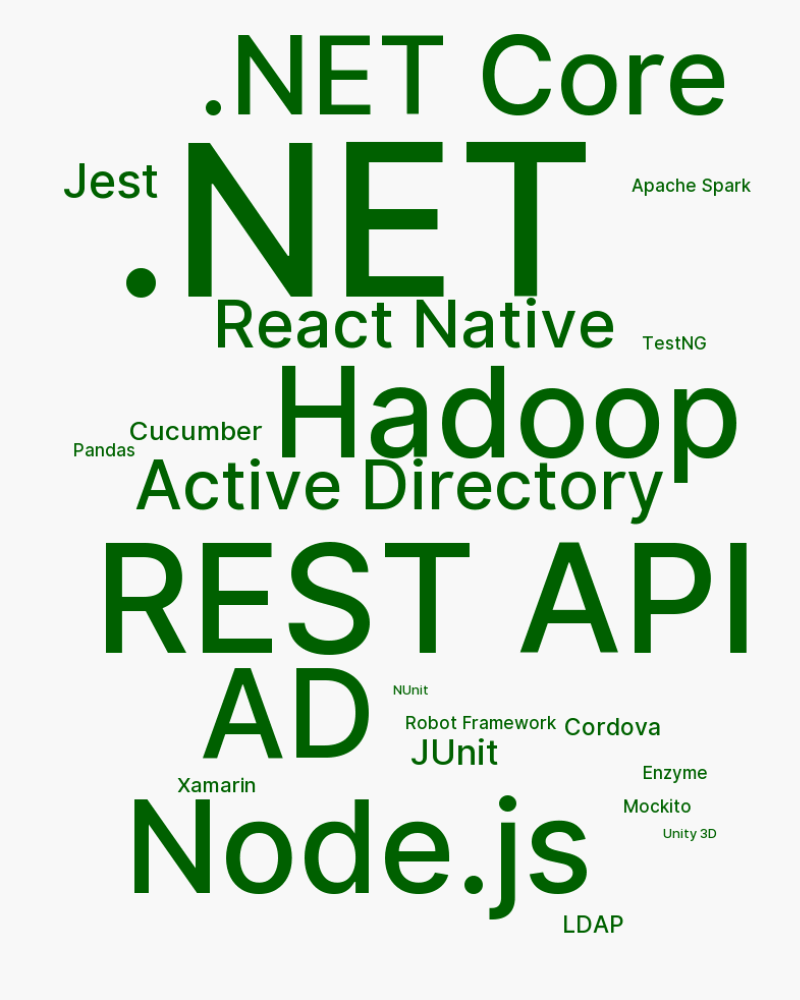 .NET Core
Jest
.NET
Apache Spark
React Native
TestNG
Hadoop
Cucumber
Pandas
Active Directory
REST API
AD
NUnit
Robot Framework
Cordova
JUnit
Enzyme
Xamarin
Node.js
Mockito
Unity 3D
LDAP